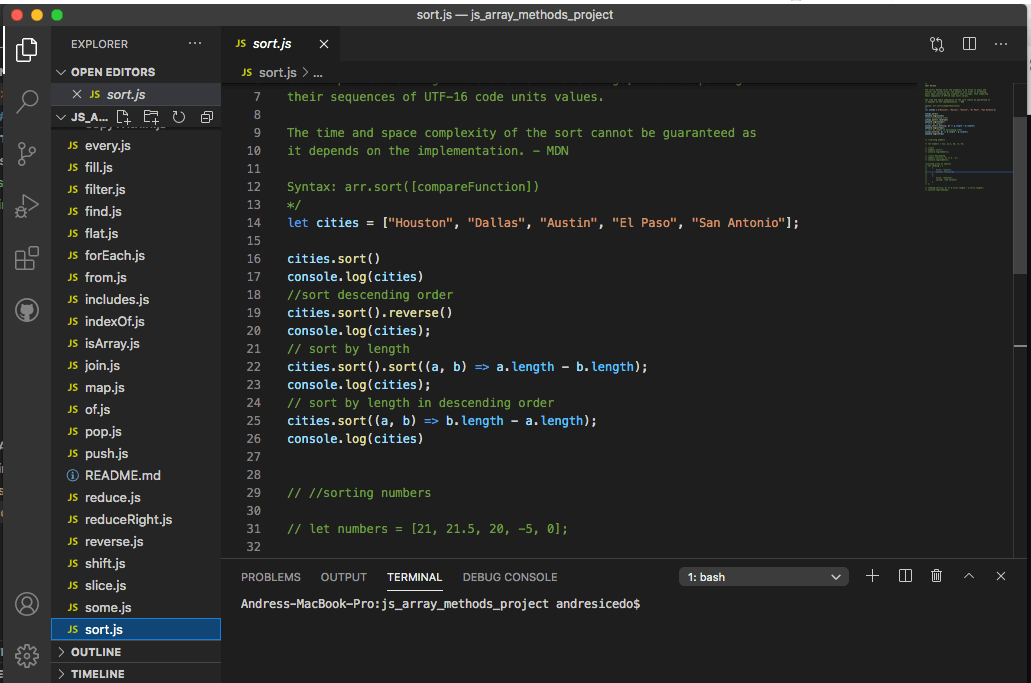 sort.js — js_array_methods_project
EXPLORER
OPEN EDITORS
JS sort.js
JS_A...
JS every.js
JS fill.js
JS filter.js
JS find.js
JS flat.js
JS forEach.js
JS from.js
JS includes.js
JS indexOf.js
JS isArray.js
JS join.js
JS map.js
JS of.js
JS pop.js
JS push.js
README.md
JS reduce.js
JS reduceRight.js
JS reverse.js
JS shift.js
JS slice.js
JS some.js
JS sort.js
OUTLINE
TIMELINE
JS sort.js
JS sort.js > ...
7 their sequences of UTF-16 code units values.
8
9 The time and space complexity of the sort cannot be guaranteed as
10 it depends on the implementation. - MDN
11
12 Syntax: arr.sort([compareFunction])
13 */
14 let cities = ["Houston", "Dallas", "Austin", "El Paso", "San Antonio"];
15
16 cities.sort()
17 console.log(cities)
18 //sort descending order
19 cities.sort().reverse()
20 console.log(cities);
21 // sort by length
22 cities.sort().sort((a, b) => a.length - b.length);
23 console.log(cities);
24 // sort by length in descending order
25 cities.sort((a, b) => b.length - a.length);
26 console.log(cities)
27
28
29 // //sorting numbers
30
31 // let numbers = [21, 21.5, 20, -5, 0];
32
PROBLEMS OUTPUT TERMINAL DEBUG CONSOLE 1: bash
Andress-MacBook-Pro:js_array_methods_project andresicedo$